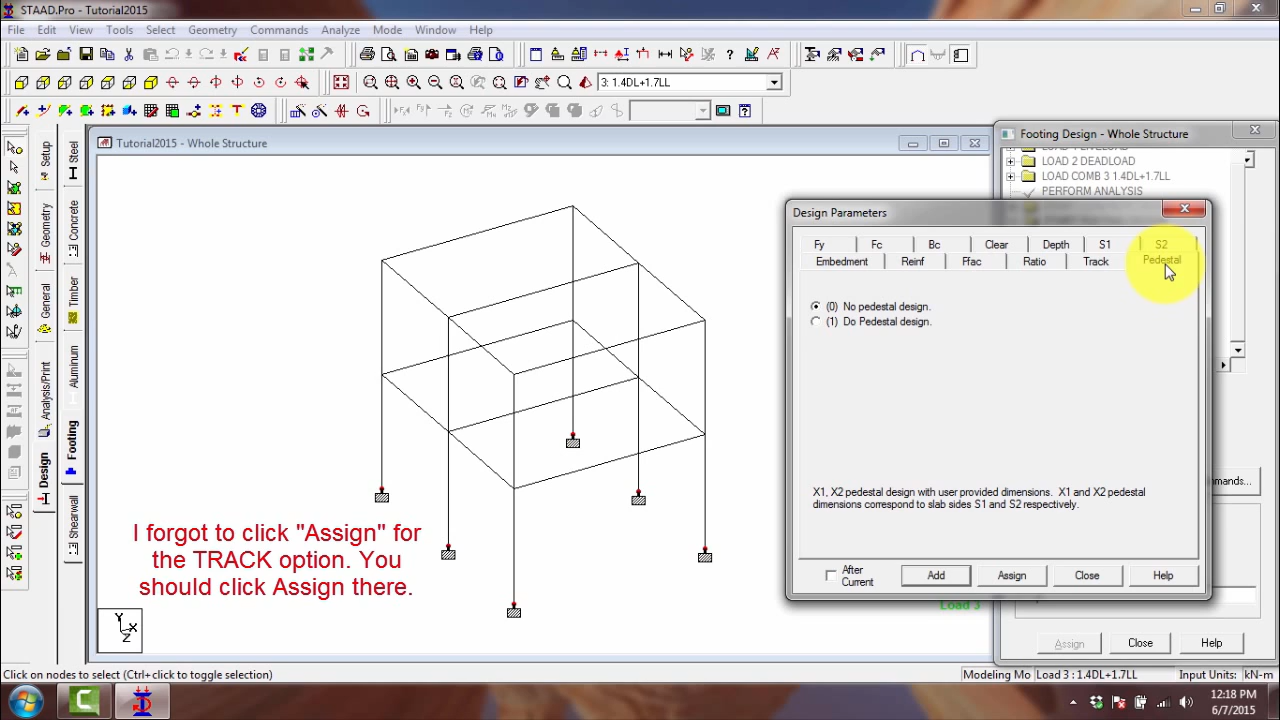 STAAD.Pro - Tutorial2015
File Edit View Tools Select Geometry Commands Analyze Mode Window Help
3: 1.4DL+1.7LL
Setup
Geometry
General
Analysis/Print
Design
Steel
Concrete
Timber
Aluminum
Footing
Shearwall
Tutorial2015 - Whole Structure
I forgot to click "Assign" for
the TRACK option. You
should click Assign there.
Y
X
Z
Load 3
Footing Design - Whole Structure
LOAD 2 DEADLOAD
LOAD COMB 3 1.4DL+1.7LL
PERFORM ANALYSIS
Design Parameters
Fy Fc Bc Clear Depth S1 S2
Embedment Reinf Ffac Ratio Track Pedestal
(0) No pedestal design.
(1) Do Pedestal design.
X1, X2 pedestal design with user provided dimensions. X1 and X2 pedestal
dimensions correspond to slab sides S1 and S2 respectively.
After
Current
Add Assign Close Help
mmands...
Assign Close Help
Click on nodes to select (Ctrl+click to toggle selection)
Modeling Mo Load 3 : 1.4DL+1.7LL Input Units: kN-m
12:18 PM
6/7/2015